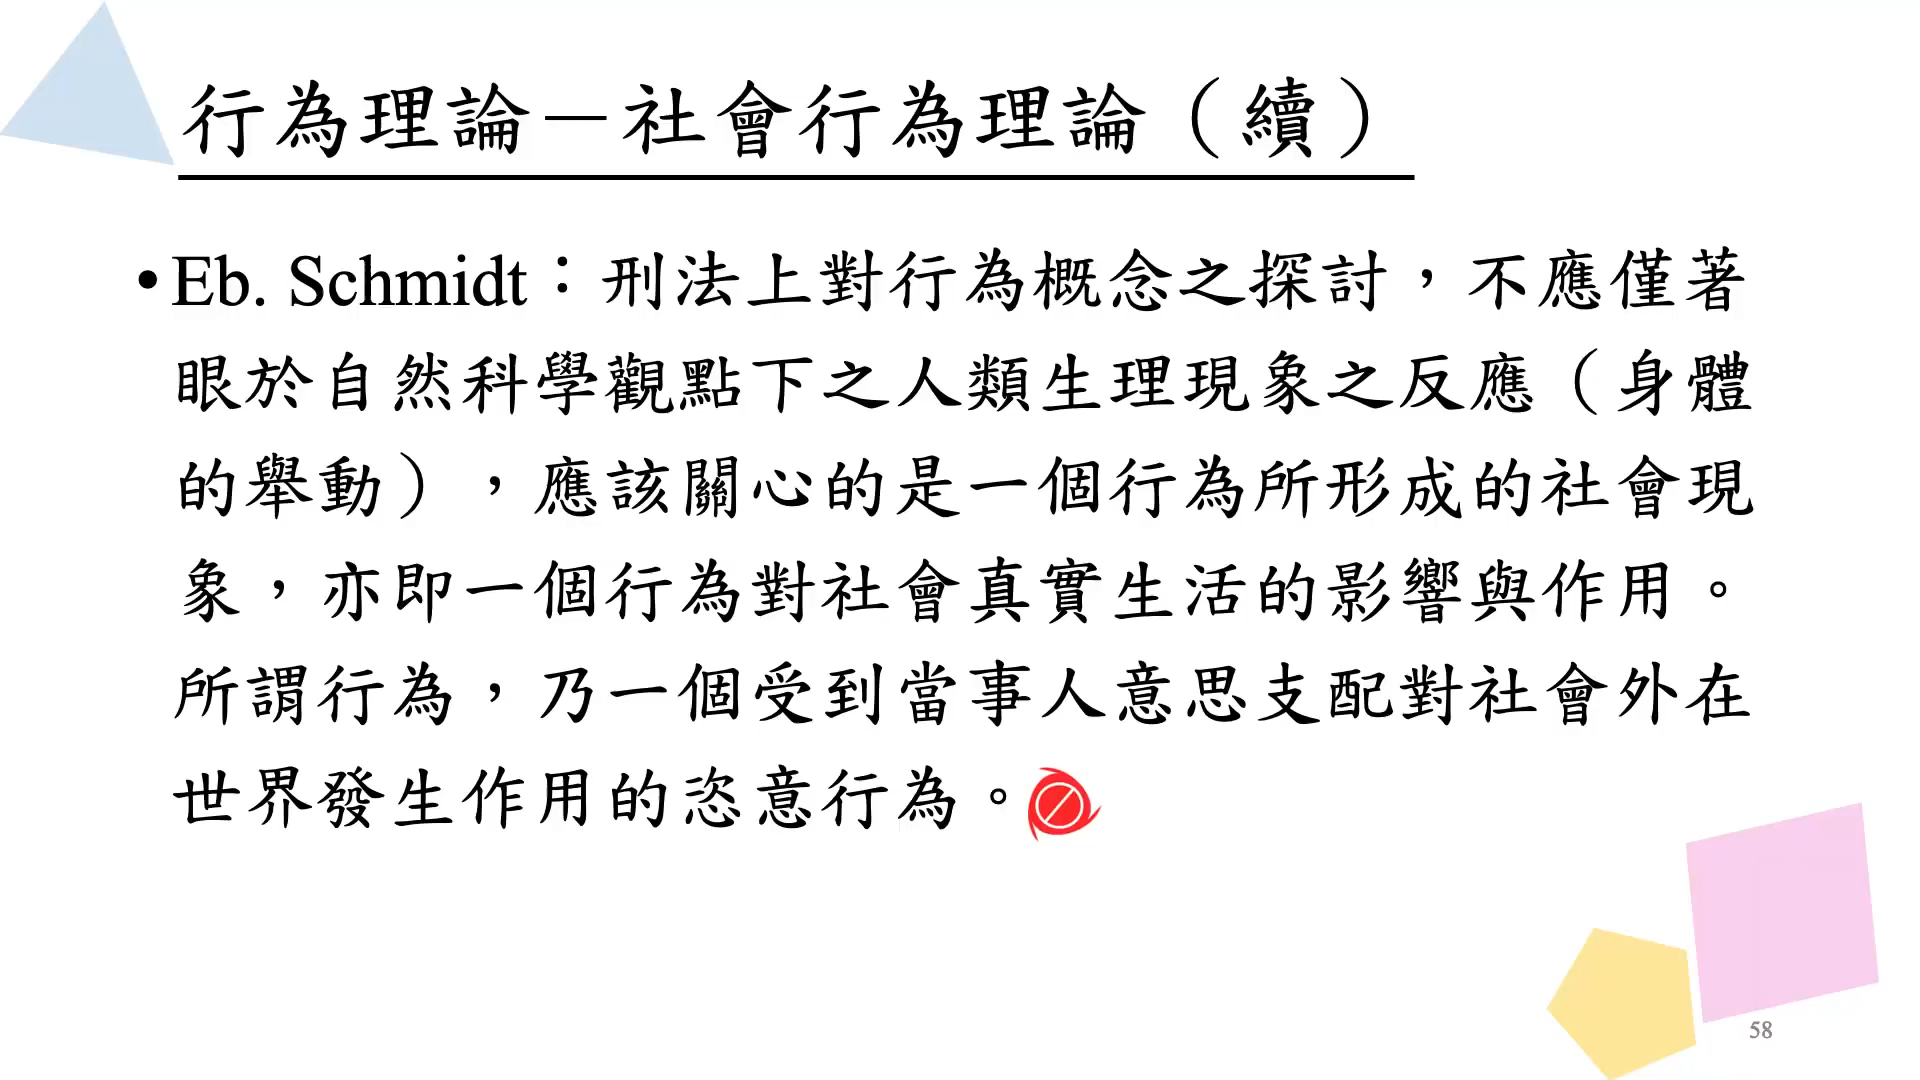 行為理論－社會行為理論（續）
•Eb. Schmidt：刑法上對行為概念之探討，不應僅著
眼於自然科學觀點下之人類生理現象之反應（身體
的舉動），應該關心的是一個行為所形成的社會現
象，亦即一個行為對社會真實生活的影響與作用。
所謂行為，乃一個受到當事人意思支配對社會外在
世界發生作用的恣意行為。
58